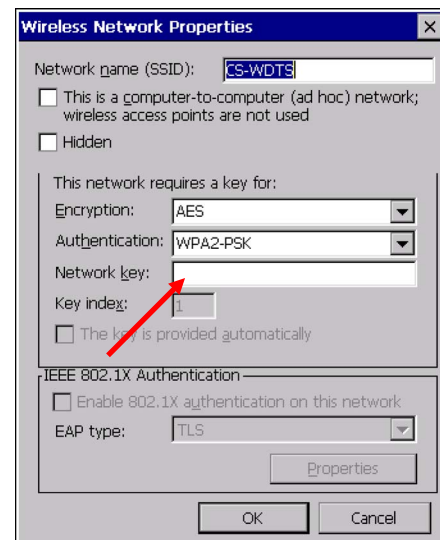 Wireless Network Properties
Network name (SSID): CS-WDTS
This is a computer-to-computer (ad hoc) network;
wireless access points are not used
Hidden
This network requires a key for:
Encryption: AES
Authentication: WPA2-PSK
Network key:
Key index: 1
The key is provided automatically
IEEE 802.1X Authentication
Enable 802.1X authentication on this network
EAP type: TLS
Properties
OK Cancel